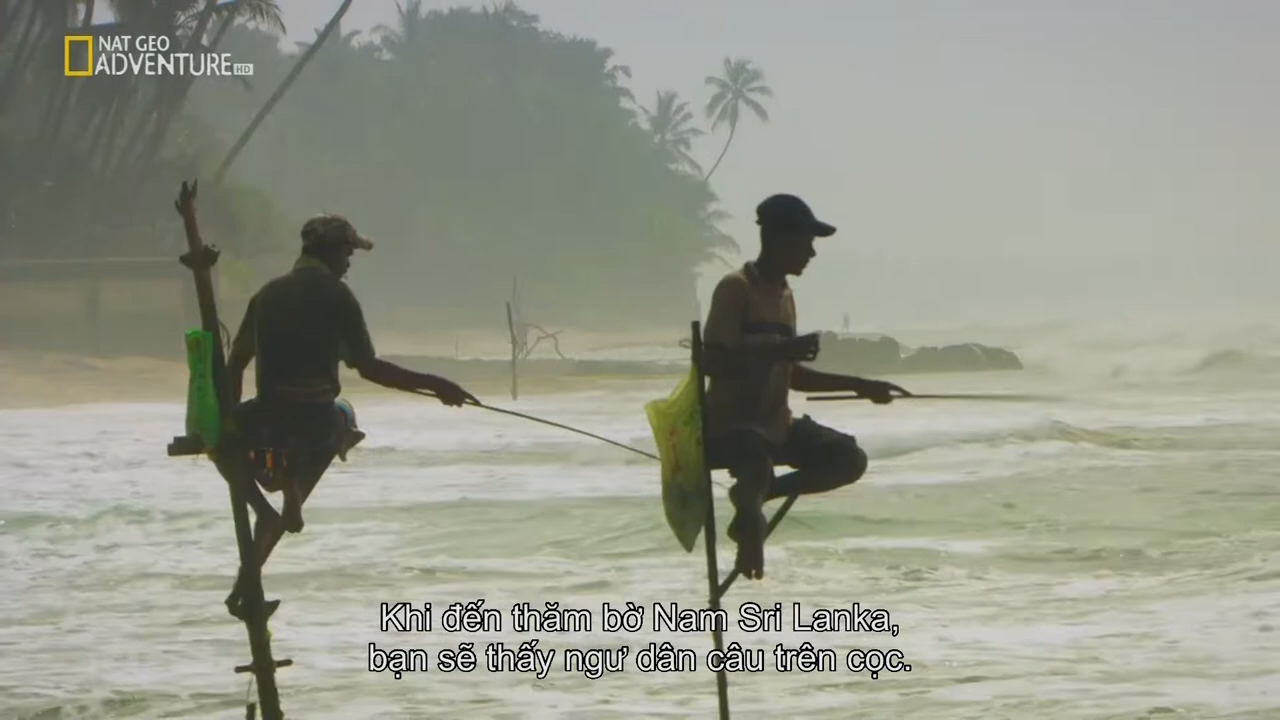 NAT GEO
ADVENTURE HD
Khi đến thăm bờ Nam Sri Lanka,
bạn sẽ thấy ngư dân câu trên cọc.